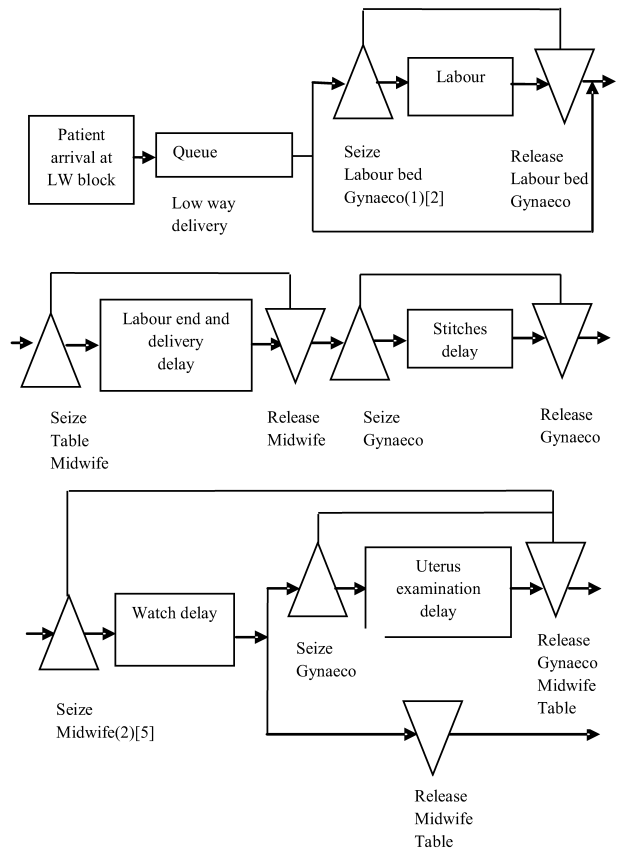 Patient
arrival at
LW block
Queue
Low way
delivery
Labour
Seize
Labour bed
Gynaeco(1)[2]
Release
Labour bed
Gynaeco
Labour end and
delivery
delay
Stitches
delay
Seize
Table
Midwife
Release
Midwife
Seize
Gynaeco
Release
Gynaeco
Watch delay
Uterus
examination
delay
Seize
Midwife(2)[5]
Seize
Gynaeco
Release
Gynaeco
Midwife
Table
Release
Midwife
Table